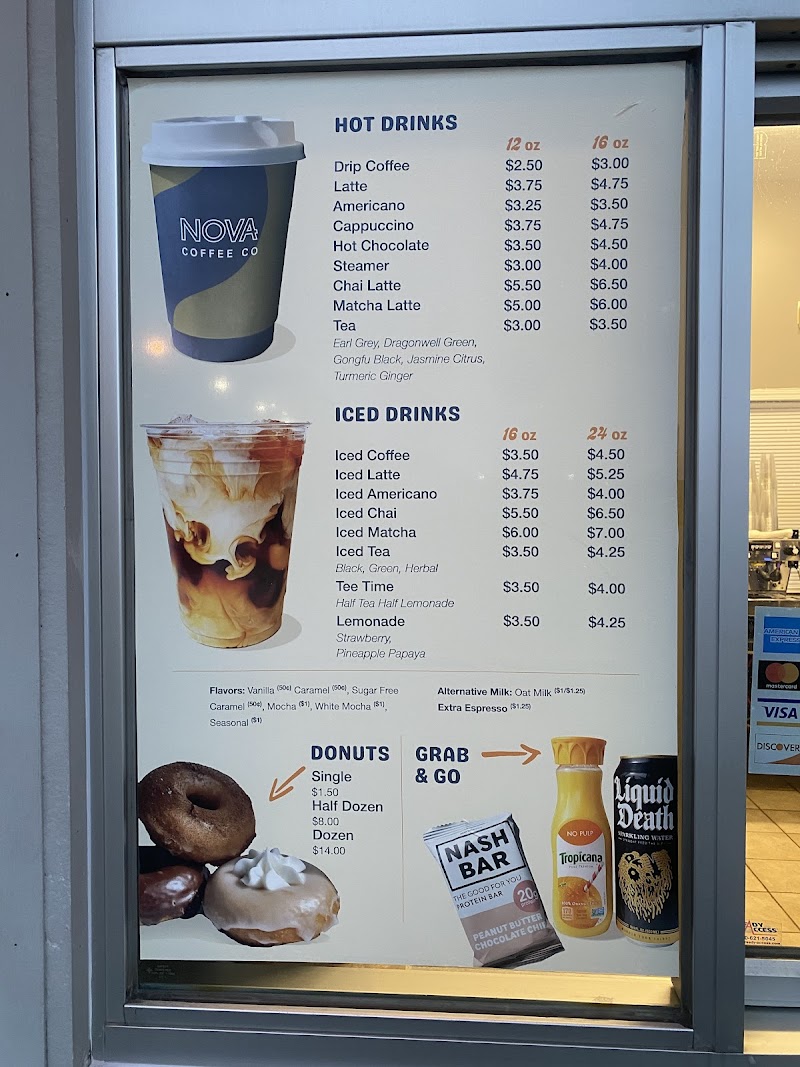 NOVA
COFFEE CO
HOT DRINKS
12 oz 16 oz
Drip Coffee $2.50 $3.00
Latte $3.75 $4.75
Americano $3.25 $3.50
Cappuccino $3.75 $4.75
Hot Chocolate $3.50 $4.50
Steamer $3.00 $4.00
Chai Latte $5.50 $6.50
Matcha Latte $5.00 $6.00
Tea $3.00 $3.50
Earl Grey, Dragonwell Green,
Gongfu Black, Jasmine Citrus,
Turmeric Ginger
ICED DRINKS
16 oz 24 oz
Iced Coffee $3.50 $4.50
Iced Latte $4.75 $5.25
Iced Americano $3.75 $4.00
Iced Chai $5.50 $6.50
Iced Matcha $6.00 $7.00
Iced Tea $3.50 $4.25
Black, Green, Herbal
Tee Time $3.50 $4.00
Half Tea Half Lemonade
Lemonade $3.50 $4.25
Strawberry,
Pineapple Papaya
Flavors: Vanilla (50¢) Caramel (50¢), Sugar Free
Caramel (50¢), Mocha ($1), White Mocha ($1),
Seasonal ($1)
Alternative Milk: Oat Milk ($1/$1.25)
Extra Espresso ($1.25)
DONUTS
Single
$1.50
Half Dozen
$8.00
Dozen
$14.00
GRAB
& GO
NASH
BAR
THE GOOD FOR YOU
PROTEIN BAR
20g
PEANUT BUTTER
CHOCOLATE CHIP
NO PULP
Tropicana
Liquid
Death
SPARKLING WATER
AMERICAN
EXPRESS
mastercard
VISA
DISCOVER